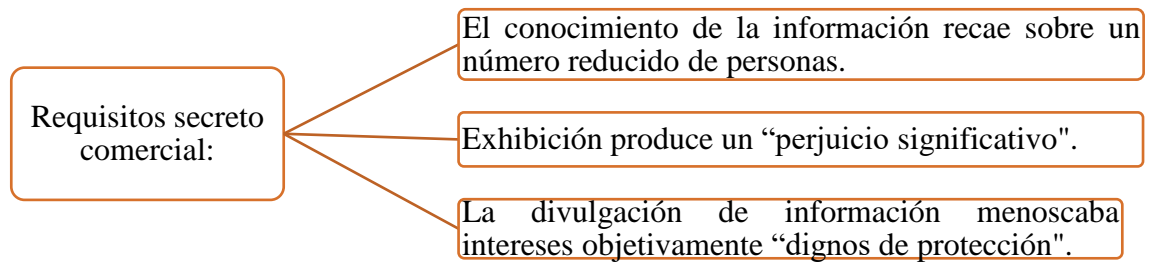 Requisitos secreto
comercial:
El conocimiento de la información recae sobre un
número reducido de personas.
Exhibición produce un “perjuicio significativo".
La divulgación de información menoscaba
intereses objetivamente “dignos de protección".